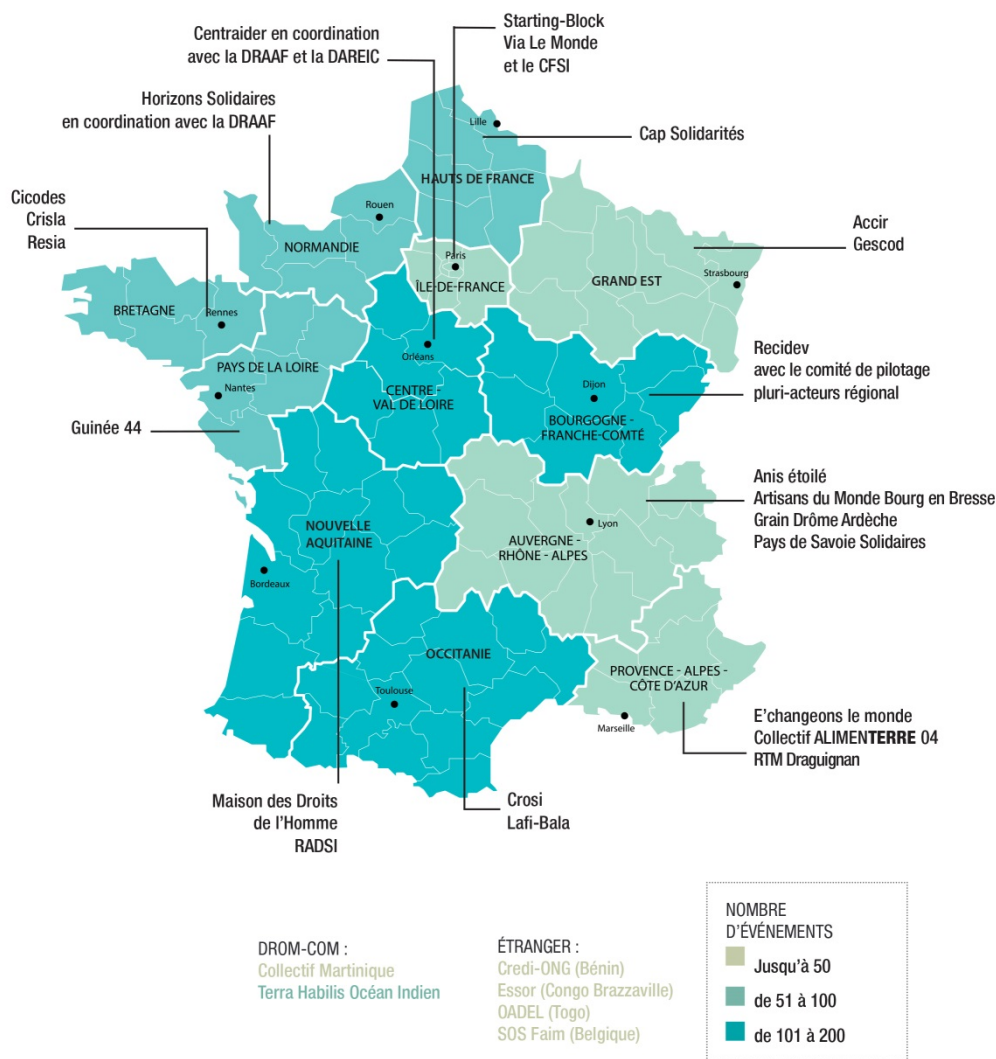 Centraider en coordination
avec la DRAAF et la DAREIC
Starting-Block
Via Le Monde
et le CFSI
Horizons Solidaires
en coordination avec la DRAAF
Cap Solidarités
Cicodes
Crisla
Resia
Accir
Gescod
Lille
HAUTS DE FRANCE
Rouen
NORMANDIE
Paris
ÎLE-DE-FRANCE
GRAND EST
Strasbourg
BRETAGNE
Rennes
PAYS DE LA LOIRE
Nantes
Orléans
CENTRE -
VAL DE LOIRE
Dijon
BOURGOGNE -
FRANCHE-COMTÉ
Recidev
avec le comité de pilotage
pluri-acteurs régional
Guinée 44
Anis étoilé
Artisans du Monde Bourg en Bresse
Grain Drôme Ardèche
Pays de Savoie Solidaires
NOUVELLE
AQUITAINE
Bordeaux
Lyon
AUVERGNE -
RHÔNE - ALPES
OCCITANIE
Toulouse
PROVENCE - ALPES -
CÔTE D'AZUR
Marseille
E'changeons le monde
Collectif ALIMENTERRE 04
RTM Draguignan
Maison des Droits
de l'Homme
RADSI
Crosi
Lafi-Bala
DROM-COM :
Collectif Martinique
Terra Habilis Océan Indien
ÉTRANGER :
Credi-ONG (Bénin)
Essor (Congo Brazzaville)
OADEL (Togo)
SOS Faim (Belgique)
NOMBRE
D'ÉVÉNEMENTS
Jusqu'à 50
de 51 à 100
de 101 à 200